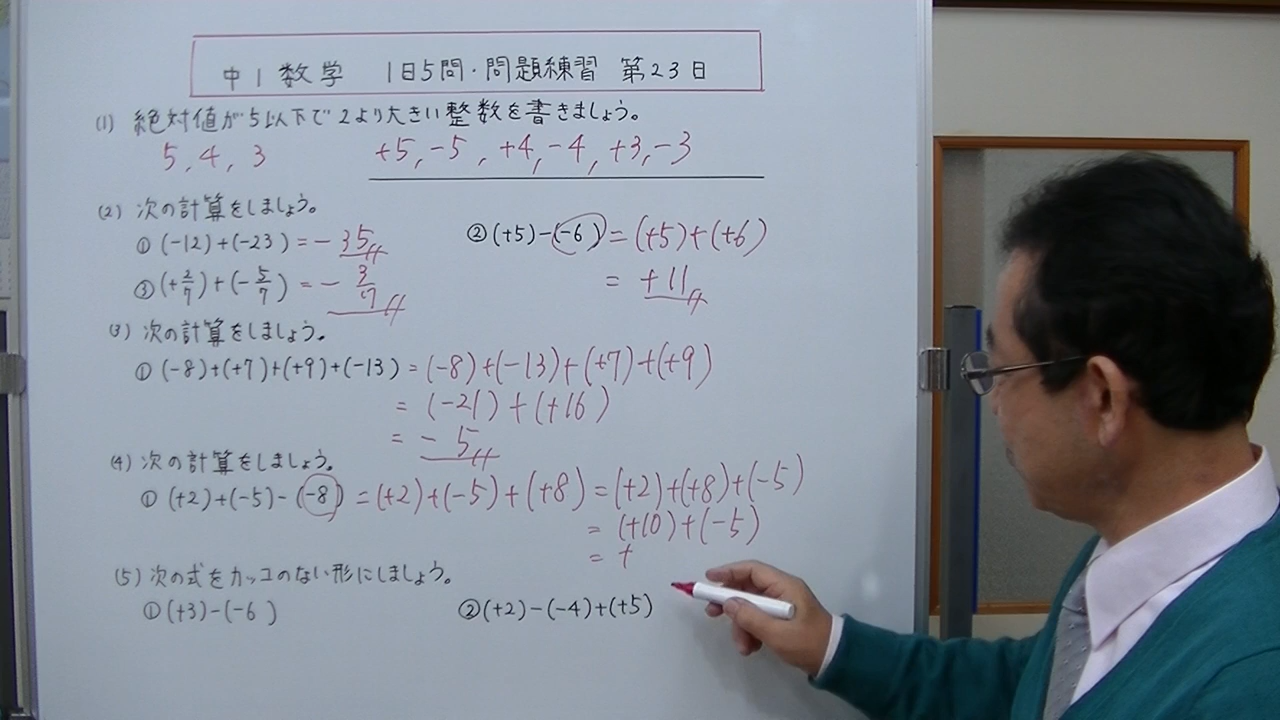 中1数学 1日5問・問題練習 第23日
(1) 絶対値が5以下で2より大きい整数を書きましょう。
5, 4, 3 +5, -5, +4, -4, +3, -3
(2) 次の計算をしましょう。
① (-12)+(-23)=-35 ② (+5)-(-6)=(+5)+(+6)
= +11
③ (+2/7)+(-5/7)=-3/7
(3) 次の計算をしましょう。
① (-8)+(+7)+(+9)+(-13)=(-8)+(-13)+(+7)+(+9)
= (-21)+(+16)
= -5
(4) 次の計算をしましょう。
① (+2)+(-5)-(-8)=(+2)+(-5)+(+8)=(+2)+(+8)+(-5)
= (+10)+(-5)
= +
(5) 次の式をカッコのない形にしましょう。
① (+3)-(-6) ② (+2)-(-4)+(+5)